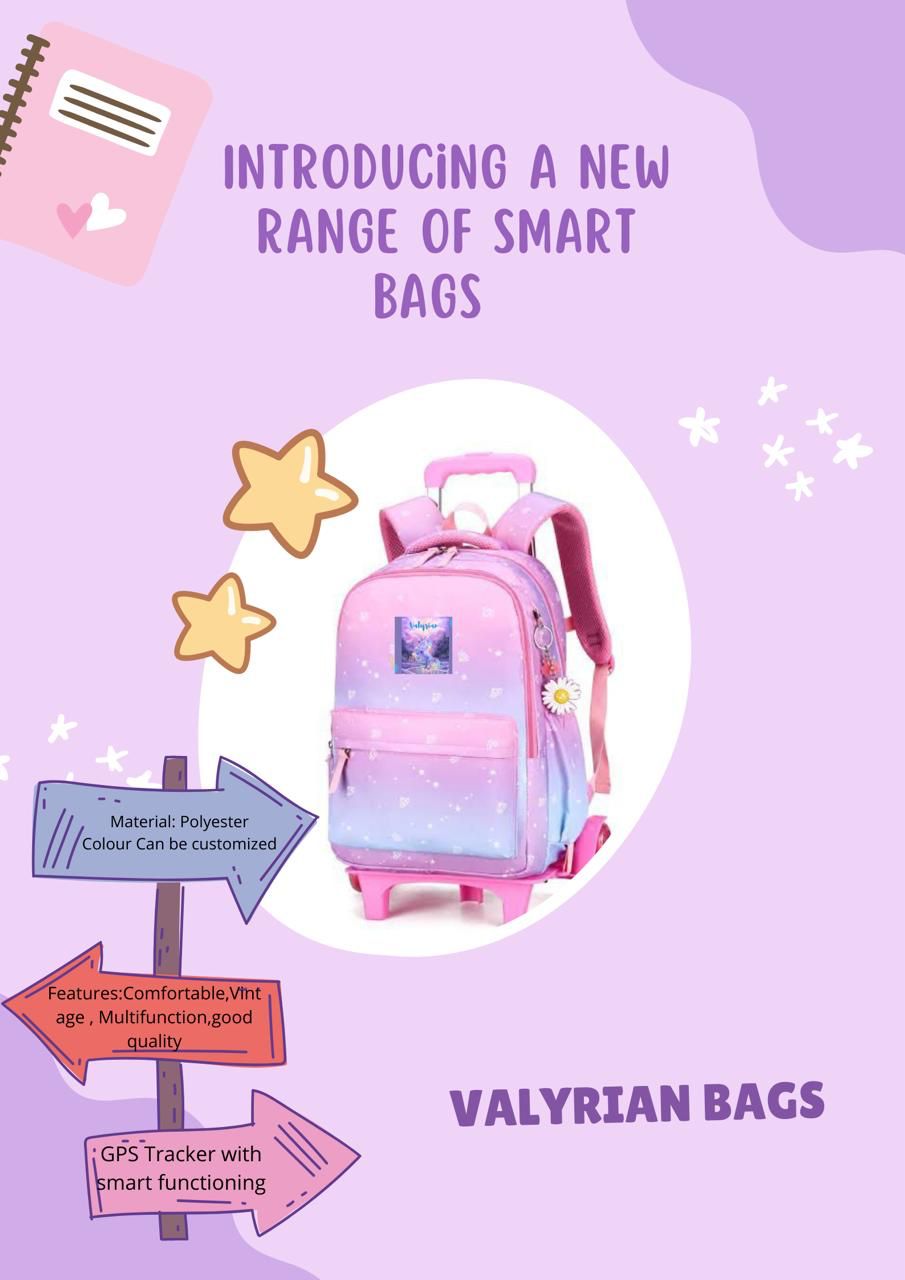 INTRODUCING A NEW
RANGE OF SMART
BAGS
Valyrian
Material: Polyester
Colour Can be customized
Features:Comfortable,Vint
age , Multifunction,good
quality
GPS Tracker with
smart functioning
VALYRIAN BAGS